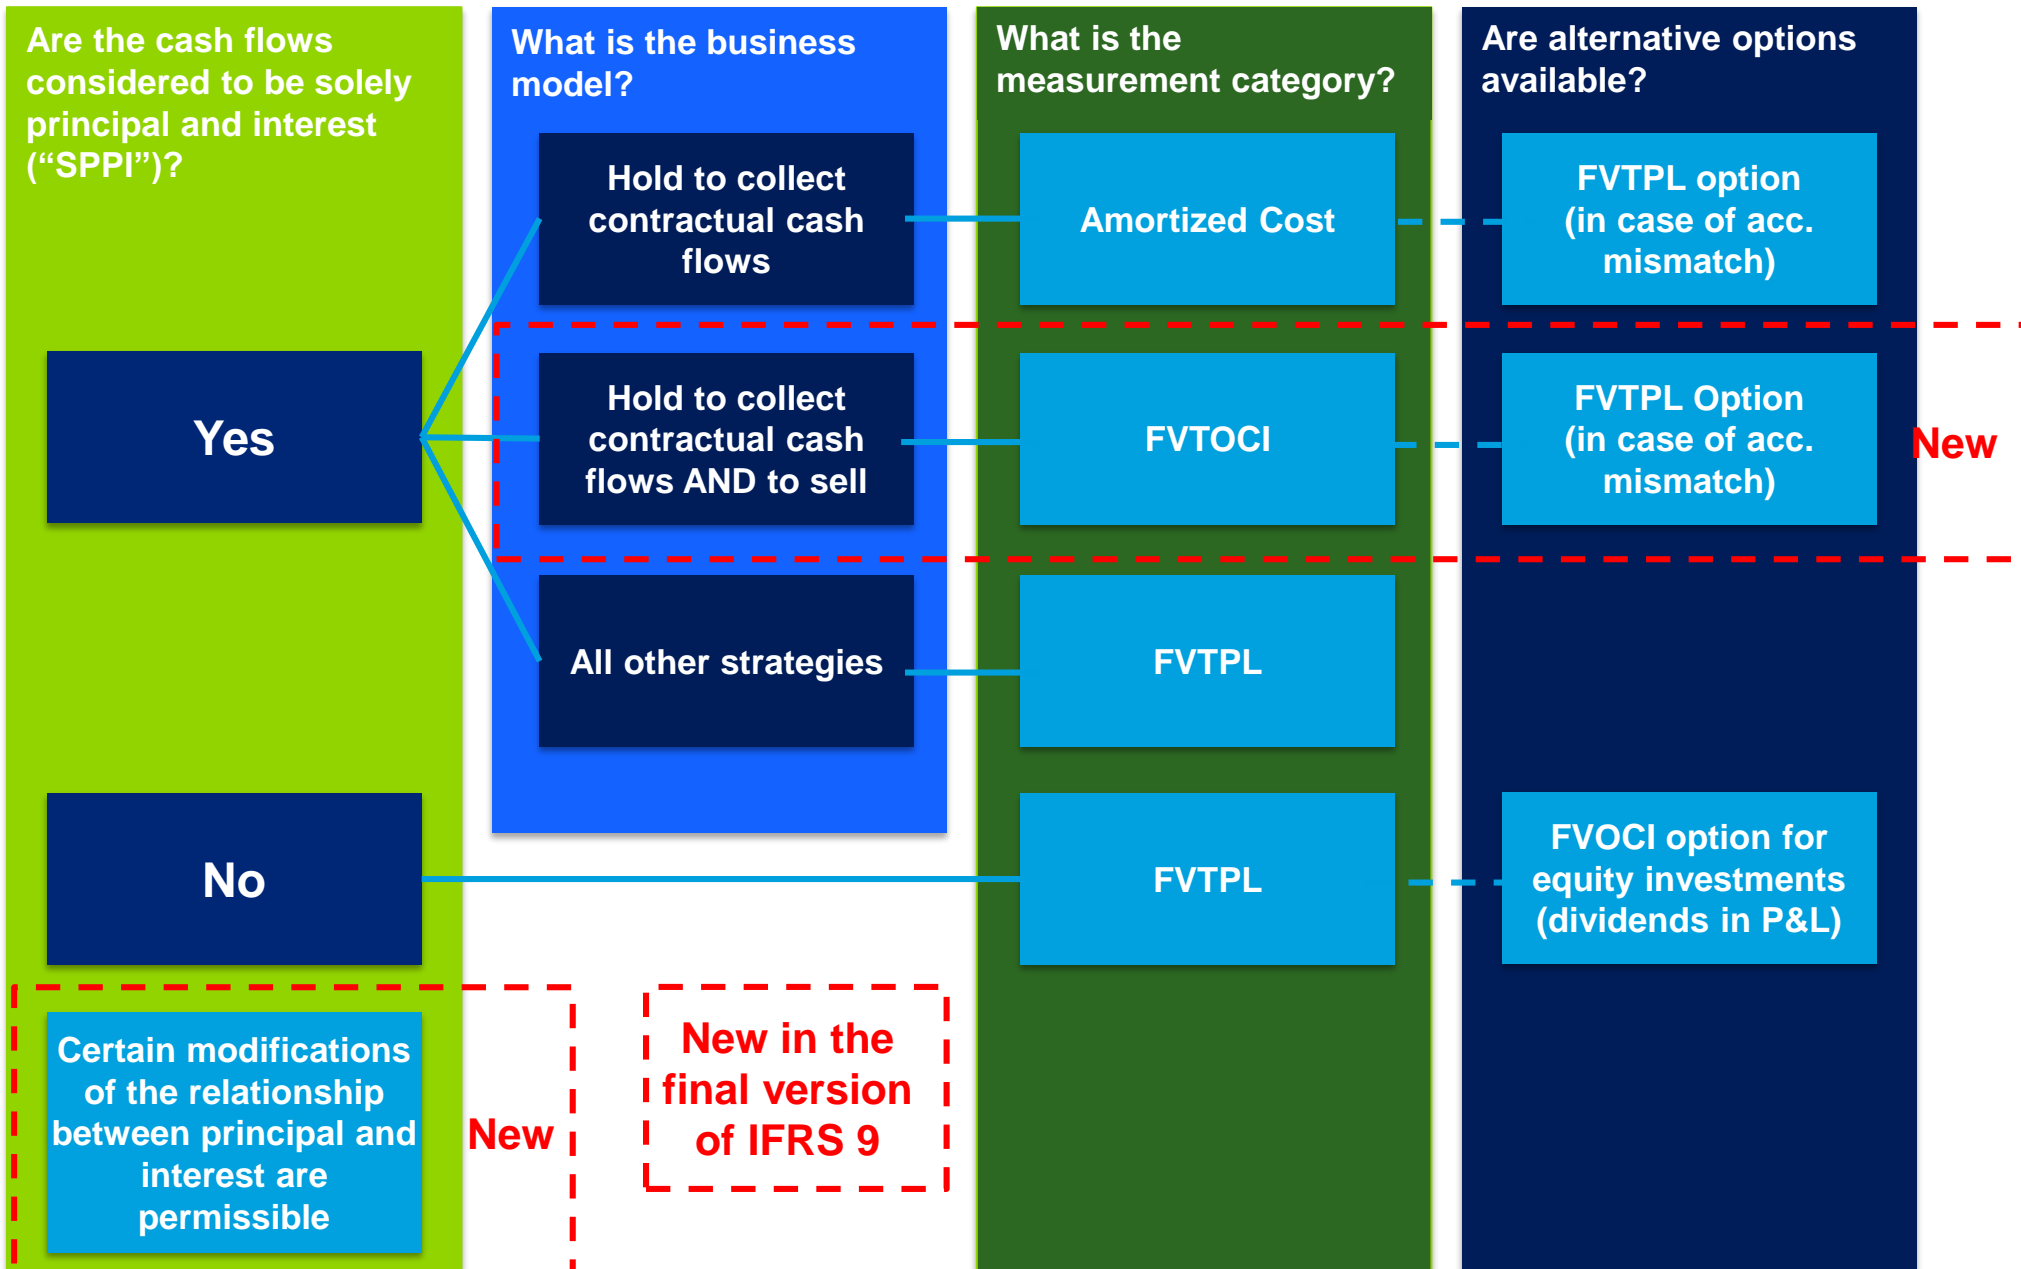 Are the cash flows
considered to be solely
principal and interest
(“SPPI”)?
What is the business
model?
What is the
measurement category?
Are alternative options
available?
Hold to collect
contractual cash
flows
Amortized Cost
FVTPL option
(in case of acc.
mismatch)
Yes
Hold to collect
contractual cash
flows AND to sell
FVTOCI
FVTPL Option
(in case of acc.
mismatch)
New
All other strategies
FVTPL
No
FVTPL
FVOCI option for
equity investments
(dividends in P&L)
Certain modifications
of the relationship
between principal and
interest are
permissible
New
New in the
final version
of IFRS 9